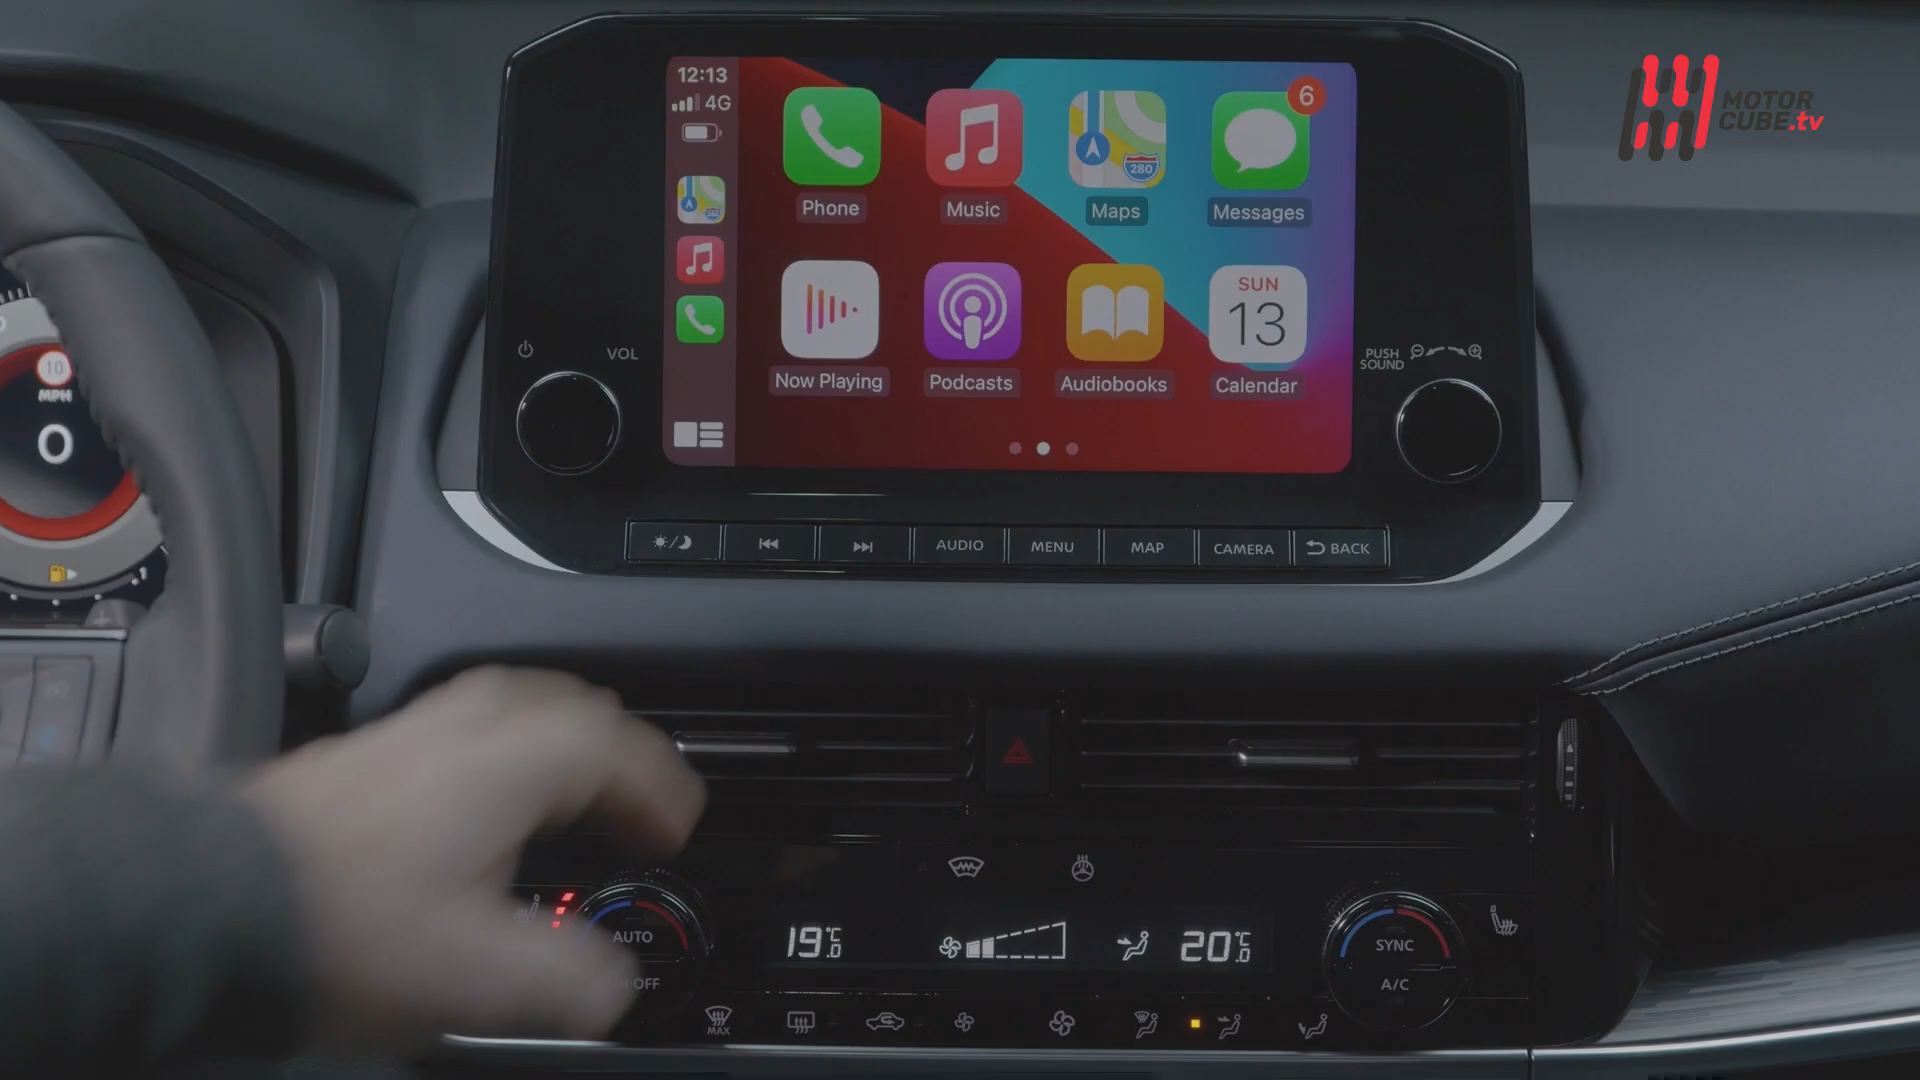 MOTOR
CUBE.tv
12:13
4G
6
280
Phone
Music
Maps
Messages
SUN
13
Now Playing
Podcasts
Audiobooks
Calendar
VOL
PUSH
SOUND
10
MPH
0
AUDIO
MENU
MAP
CAMERA
BACK
AUTO
OFF
19.0°C
20.0°C
SYNC
A/C
MAX